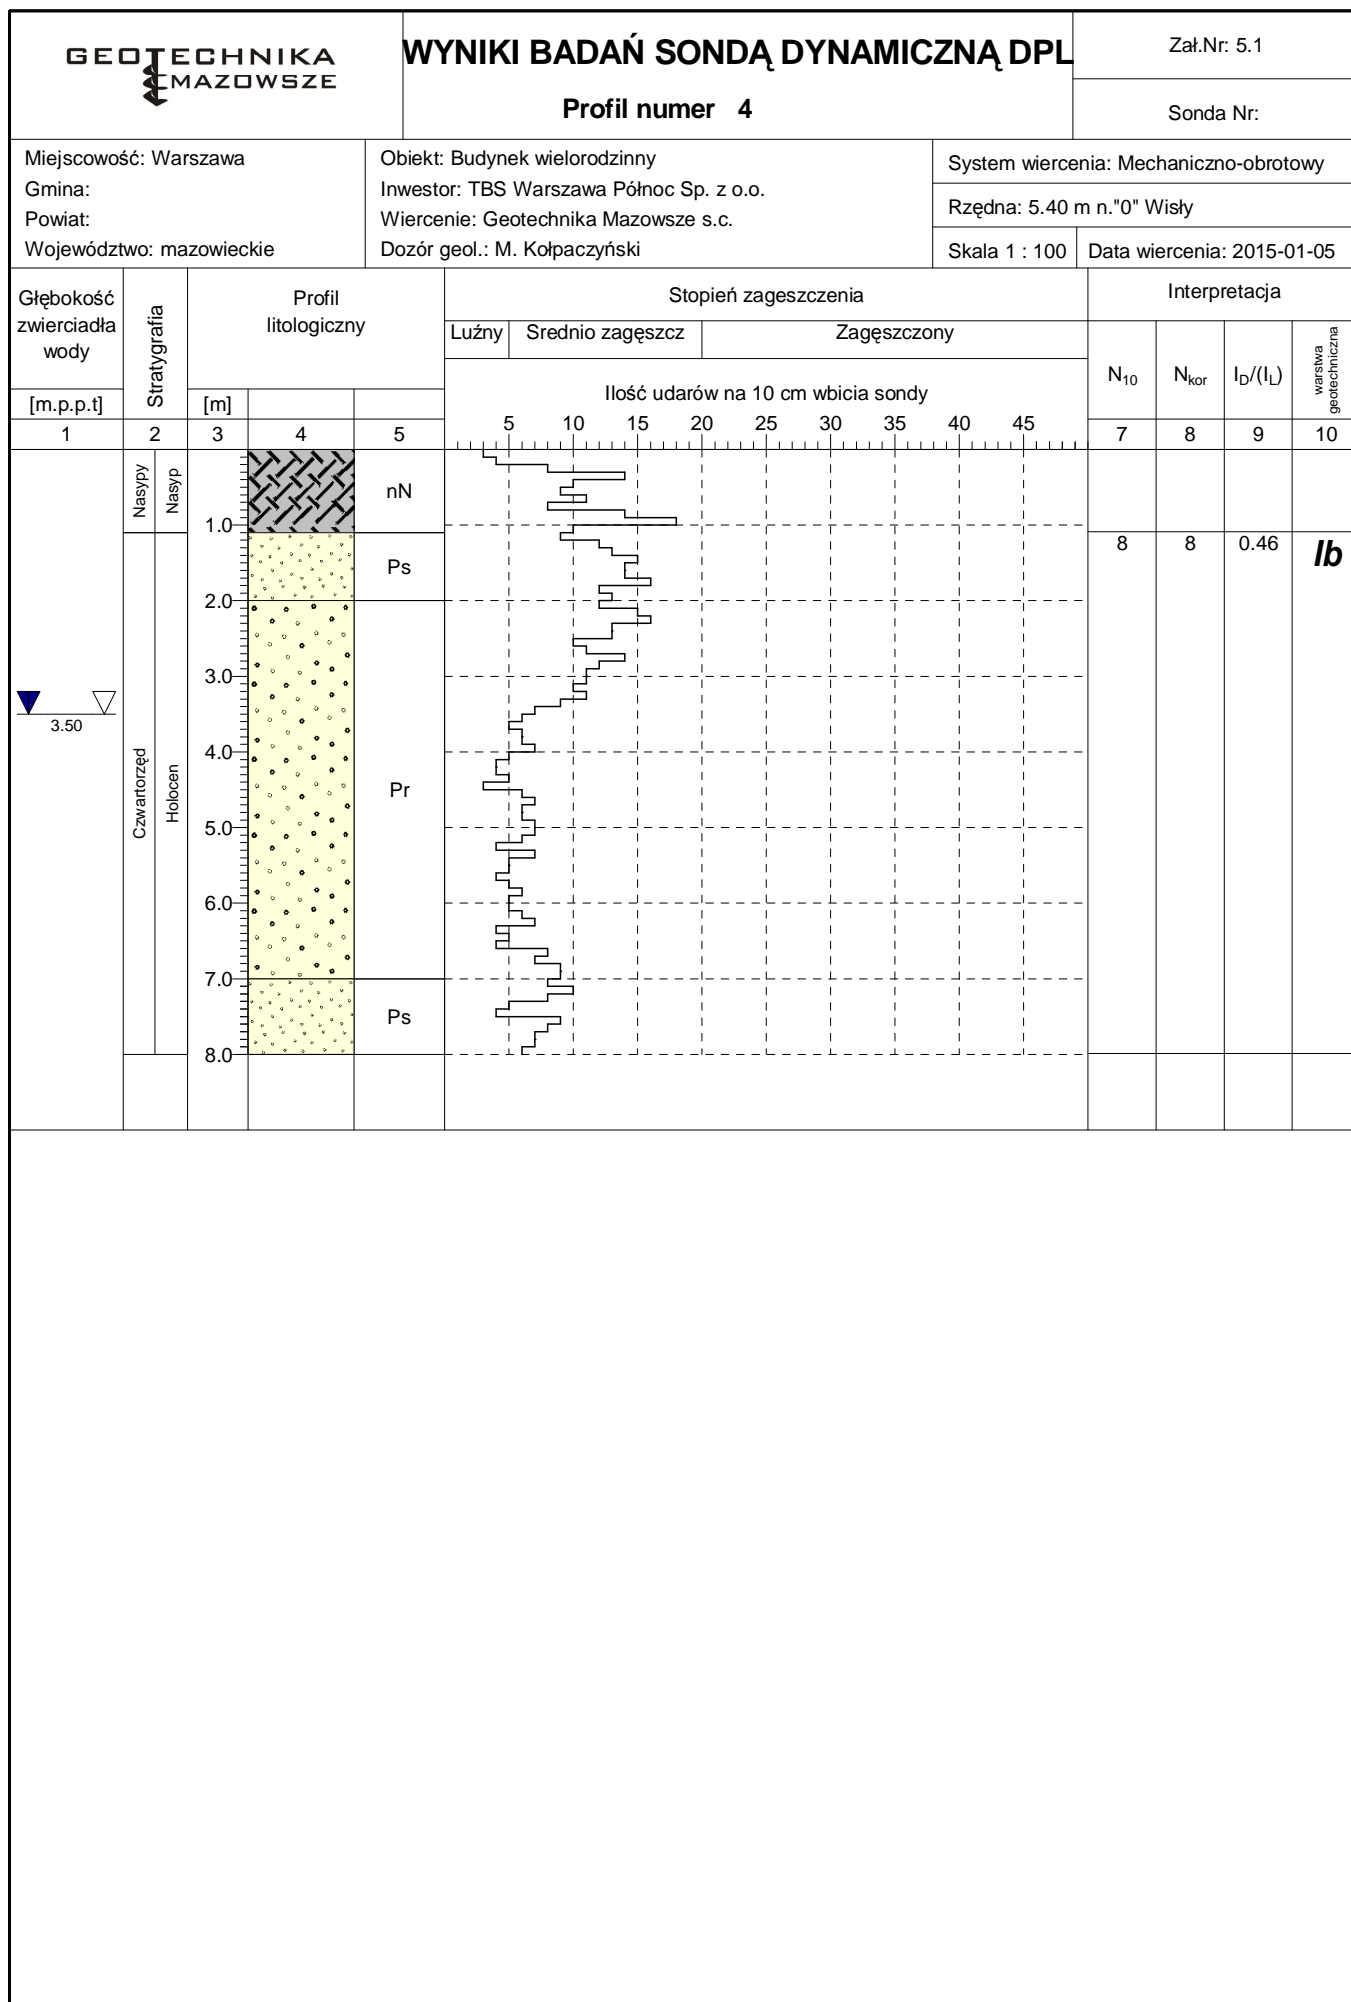 GEOTECHNIKA
MAZOWSZE
WYNIKI BADAŃ SONDĄ DYNAMICZNĄ DPL
Profil numer 4
Zał.Nr: 5.1
Sonda Nr:
Miejscowość: Warszawa
Gmina:
Powiat:
Województwo: mazowieckie
Obiekt: Budynek wielorodzinny
Inwestor: TBS Warszawa Północ Sp. z o.o.
Wiercenie: Geotechnika Mazowsze s.c.
Dozór geol.: M. Kołpaczyński
System wiercenia: Mechaniczno-obrotowy
Rzędna: 5.40 m n."0" Wisły
Skala 1 : 100
Data wiercenia: 2015-01-05
Głębokość
zwierciadła
wody
[m.p.p.t]
Stratygrafia
Profil
litologiczny
[m]
Stopień zageszczenia
Luźny
Srednio zagęszcz
Zagęszczony
Ilość udarów na 10 cm wbicia sondy
5 10 15 20 25 30 35 40 45
Interpretacja
N10
Nkor
ID/(IL)
warstwa
geotechniczna
1 2 3 4 5 7 8 9 10
Nasypy
Nasyp
nN
1.0
8 8 0.46 Ib
Ps
2.0
3.0
3.50
4.0
Czwartorzęd
Holocen
Pr
5.0
6.0
7.0
Ps
8.0